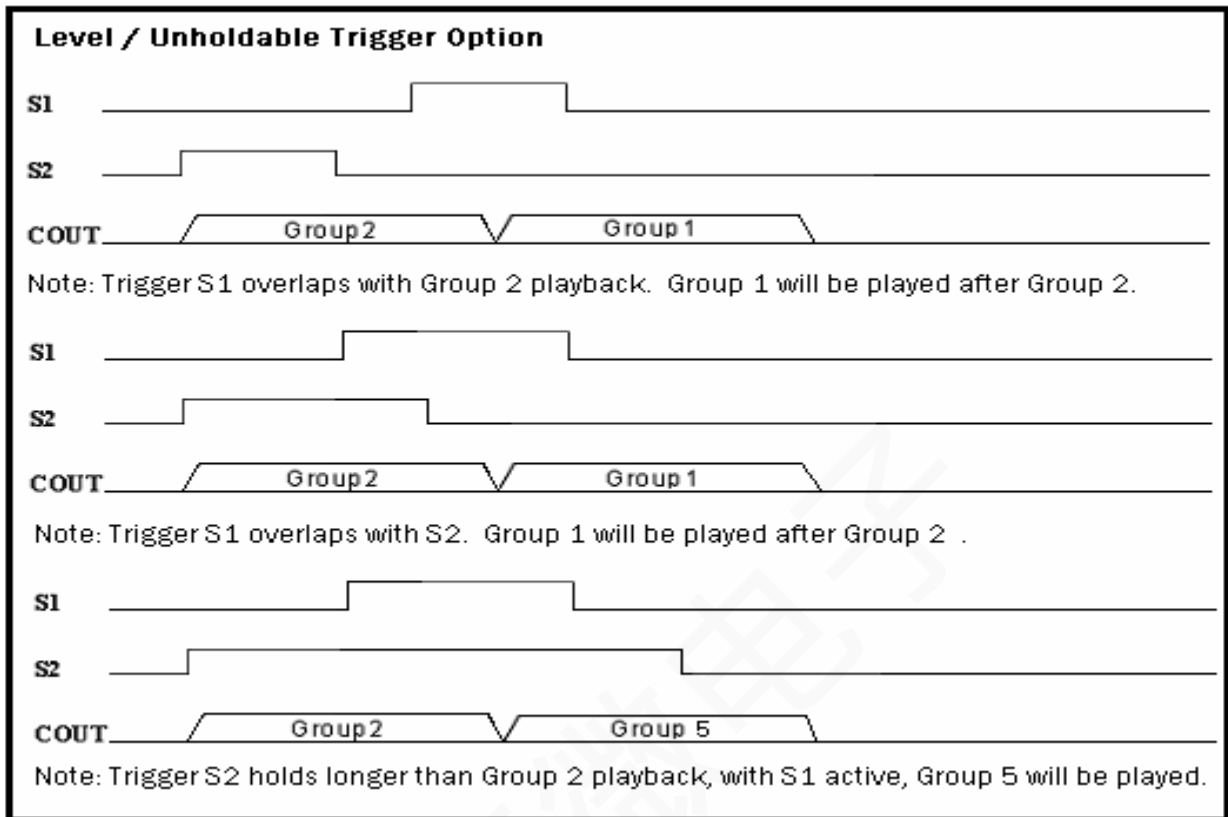 Level / Unholdable Trigger Option
S1
S2
COUT Group2 Group1
Note: Trigger S1 overlaps with Group 2 playback. Group 1 will be played after Group 2.
S1
S2
COUT Group2 Group1
Note: Trigger S1 overlaps with S2. Group 1 will be played after Group 2 .
S1
S2
COUT Group2 Group 5
Note: Trigger S2 holds longer than Group 2 playback, with S1 active, Group 5 will be played.
微电子